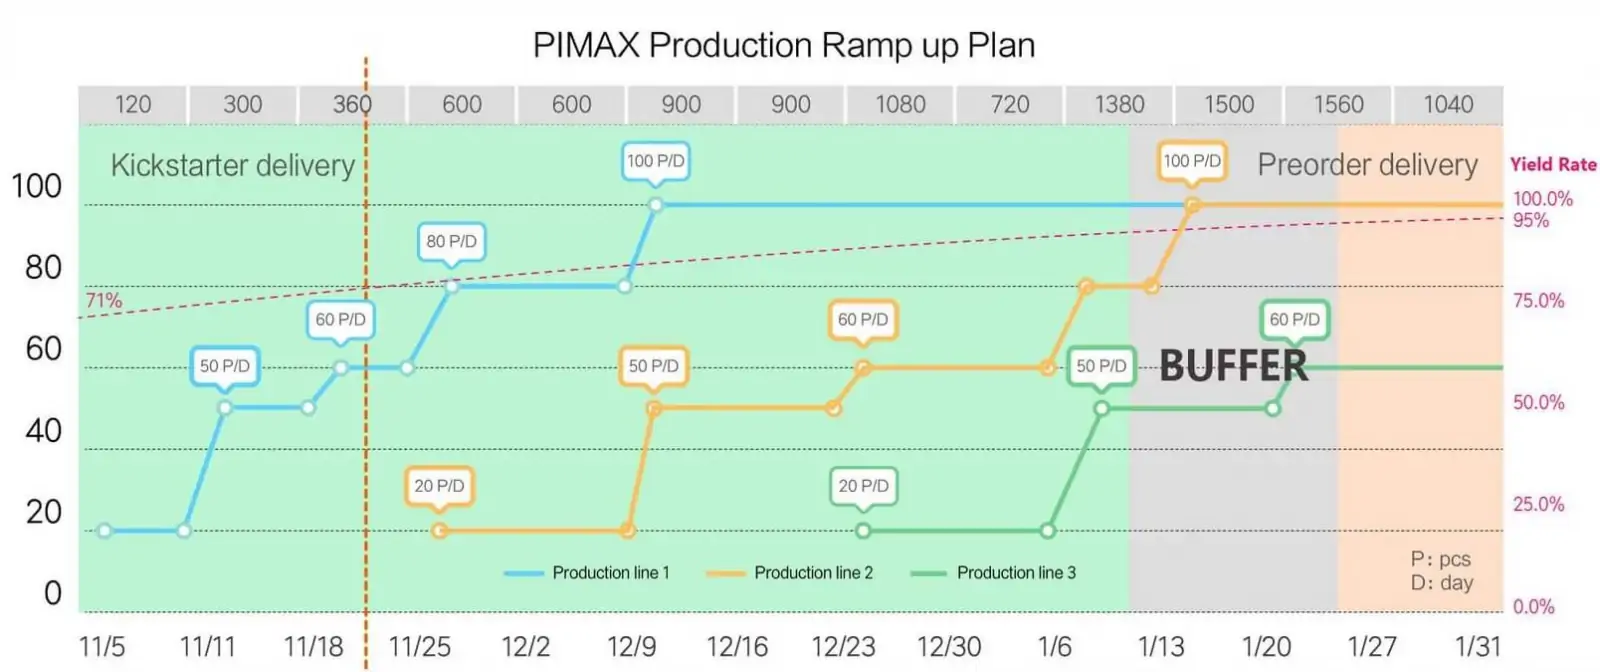 PIMAX Production Ramp up Plan
120 300 360 600 600 900 900 1080 720 1380 1500 1560 1040
Kickstarter delivery
100 P/D
100 P/D
Preorder delivery
Yield Rate
100
100.0%
95%
80 P/D
80
71%
75.0%
60 P/D
60 P/D
60 P/D
60
50 P/D
50 P/D
50 P/D
BUFFER
50.0%
40
20 P/D
20 P/D
25.0%
20
P: pcs
D: day
Production line 1
Production line 2
Production line 3
0
0.0%
11/5 11/11 11/18 11/25 12/2 12/9 12/16 12/23 12/30 1/6 1/13 1/20 1/27 1/31